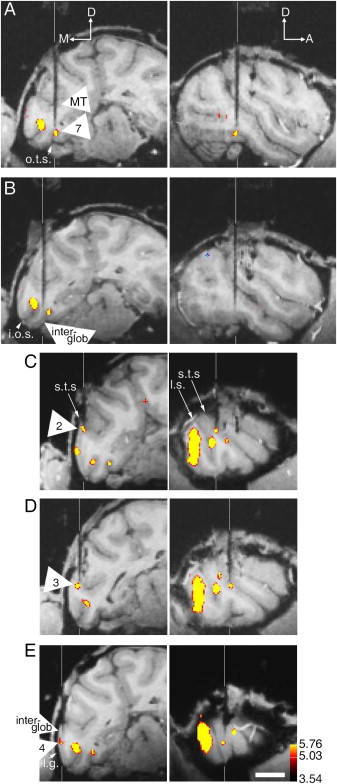 A
D
M
D
A
MT
7
o.t.s.
B
i.o.s.
inter-
glob
C
s.t.s
2
s.t.s
l.s.
D
3
E
inter-
glob
4
l.g.
5.76
5.03
3.54